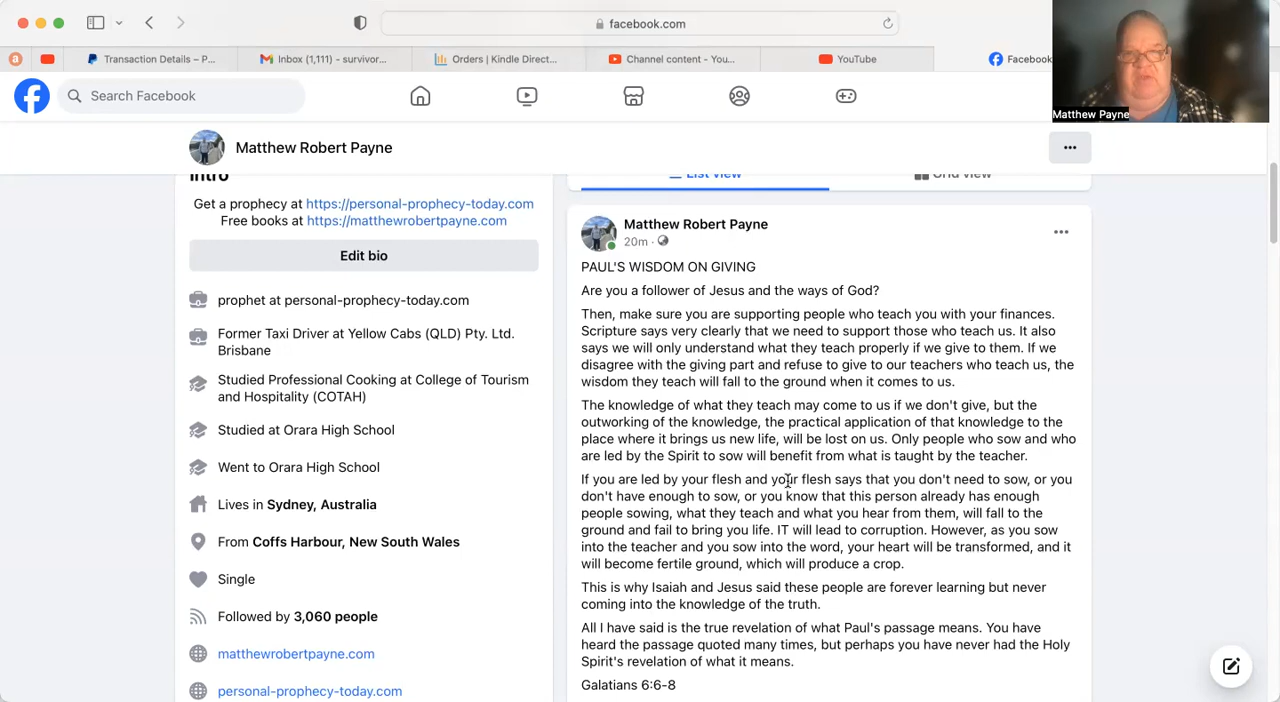 facebook.com
Transaction Details – P...
Inbox (1,111) - survivor...
Orders | Kindle Direct...
Channel content - You...
YouTube
Facebook
Matthew Payne
Search Facebook
Matthew Robert Payne
Intro
List view
Grid view
Get a prophecy at https://personal-prophecy-today.com
Free books at https://matthewrobertpayne.com
Edit bio
prophet at personal-prophecy-today.com
Former Taxi Driver at Yellow Cabs (QLD) Pty. Ltd.
Brisbane
Studied Professional Cooking at College of Tourism
and Hospitality (COTAH)
Studied at Orara High School
Went to Orara High School
Lives in Sydney, Australia
From Coffs Harbour, New South Wales
Single
Followed by 3,060 people
matthewrobertpayne.com
personal-prophecy-today.com
Matthew Robert Payne
20m ·
PAUL'S WISDOM ON GIVING
Are you a follower of Jesus and the ways of God?
Then, make sure you are supporting people who teach you with your finances.
Scripture says very clearly that we need to support those who teach us. It also
says we will only understand what they teach properly if we give to them. If we
disagree with the giving part and refuse to give to our teachers who teach us, the
wisdom they teach will fall to the ground when it comes to us.
The knowledge of what they teach may come to us if we don't give, but the
outworking of the knowledge, the practical application of that knowledge to the
place where it brings us new life, will be lost on us. Only people who sow and who
are led by the Spirit to sow will benefit from what is taught by the teacher.
If you are led by your flesh and your flesh says that you don't need to sow, or you
don't have enough to sow, or you know that this person already has enough
people sowing, what they teach and what you hear from them, will fall to the
ground and fail to bring you life. IT will lead to corruption. However, as you sow
into the teacher and you sow into the word, your heart will be transformed, and it
will become fertile ground, which will produce a crop.
This is why Isaiah and Jesus said these people are forever learning but never
coming into the knowledge of the truth.
All I have said is the true revelation of what Paul's passage means. You have
heard the passage quoted many times, but perhaps you have never had the Holy
Spirit's revelation of what it means.
Galatians 6:6-8